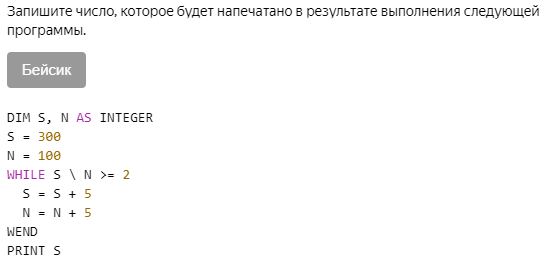 Запишите число, которое будет напечатано в результате выполнения следующей
программы.
Бейсик
DIM S, N AS INTEGER
S = 300
N = 100
WHILE S \ N >= 2
  S = S + 5
  N = N + 5
WEND
PRINT S